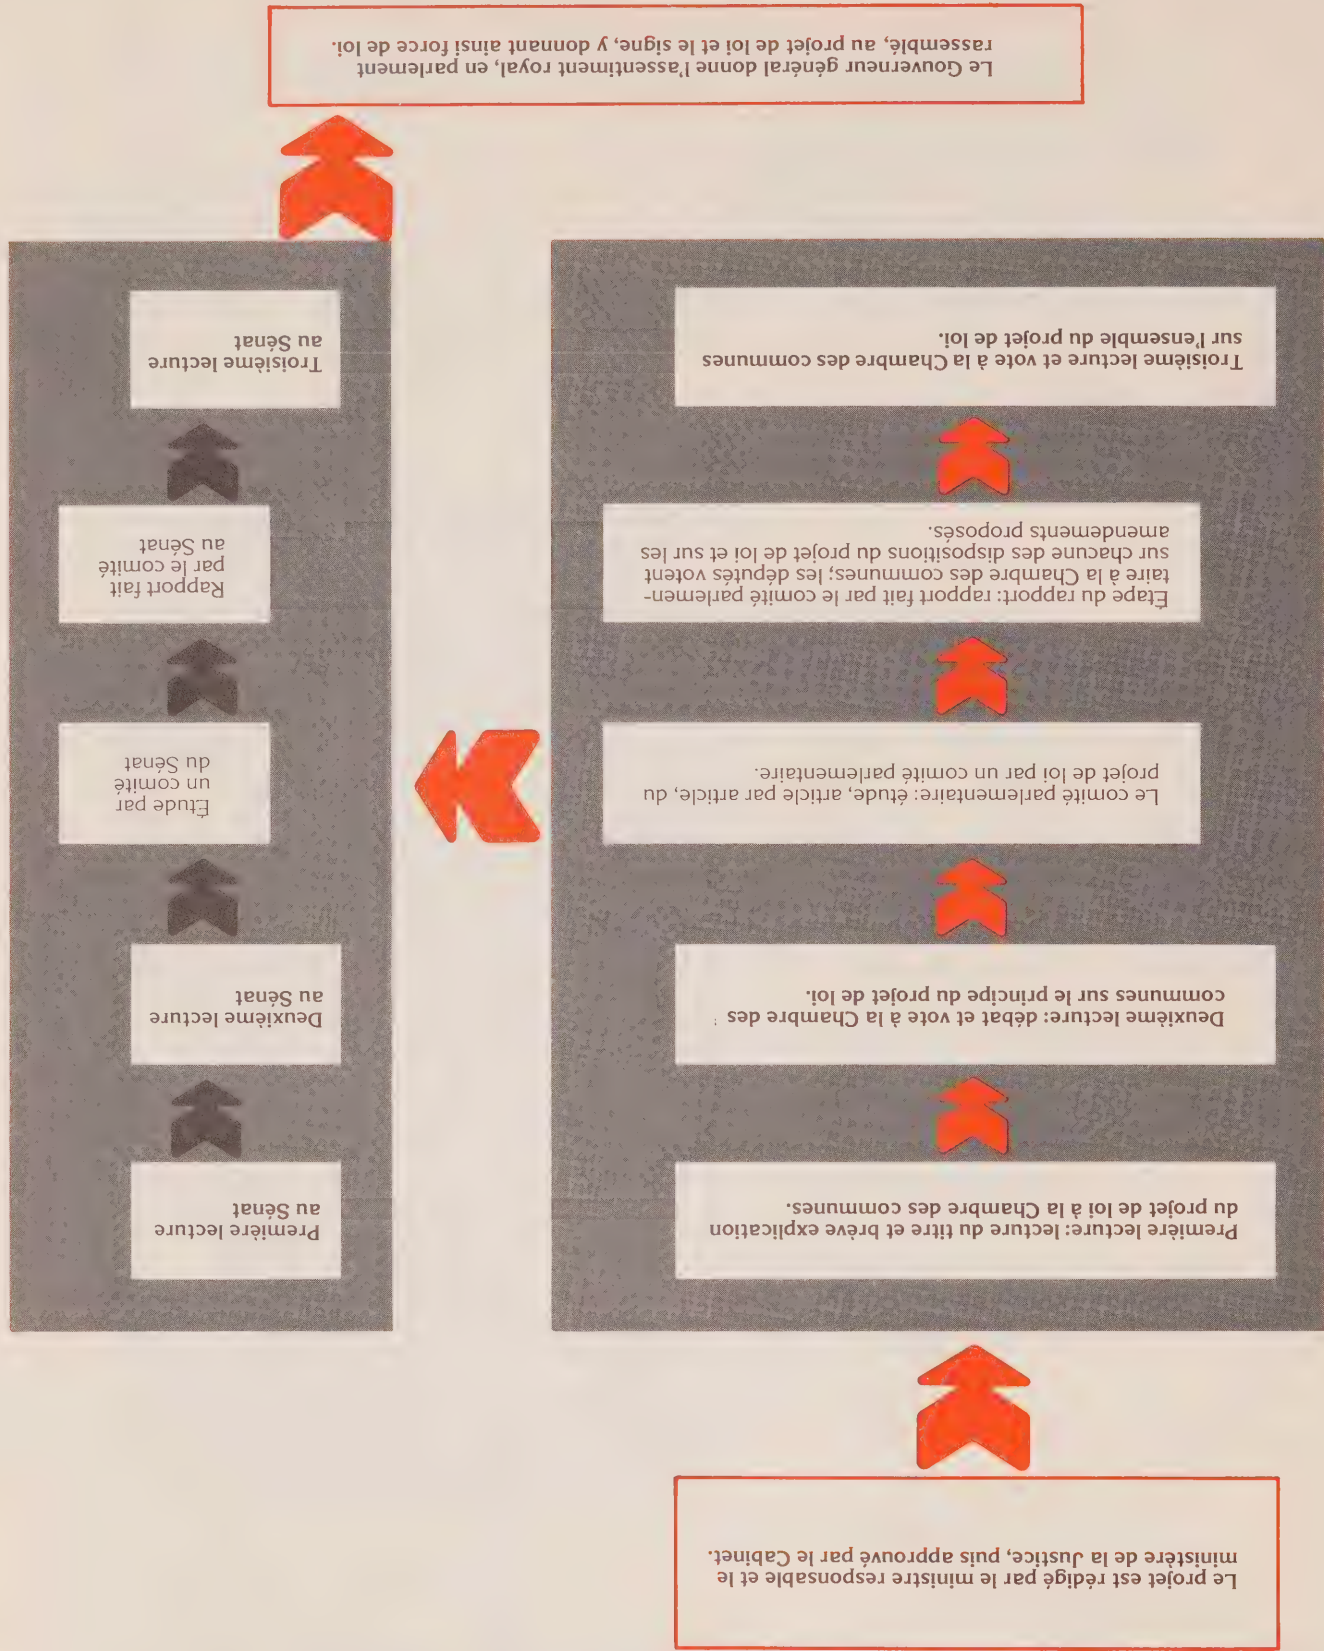 Le projet est rédigé par le ministre responsable et le
ministère de la Justice, puis approuvé par le Cabinet.
Première lecture: lecture du titre et brève explication
du projet de loi à la Chambre des communes.
Deuxième lecture: débat et vote à la Chambre des
communes sur le principe du projet de loi.
Le comité parlementaire: étude, article par article, du
projet de loi par un comité parlementaire.
Étape du rapport: rapport fait par le comité parlemen-
taire à la Chambre des communes; les députés votent
sur chacune des dispositions du projet de loi et sur les
amendements proposés.
Troisième lecture et vote à la Chambre des communes
sur l'ensemble du projet de loi.
Première lecture
au Sénat
Deuxième lecture
au Sénat
Étude par
un comité
du Sénat
Rapport fait
par le comité
au Sénat
Troisième lecture
au Sénat
Le Gouverneur général donne l'assentiment royal, en parlement
rassemblé, au projet de loi et le signe, y donnant ainsi force de loi.